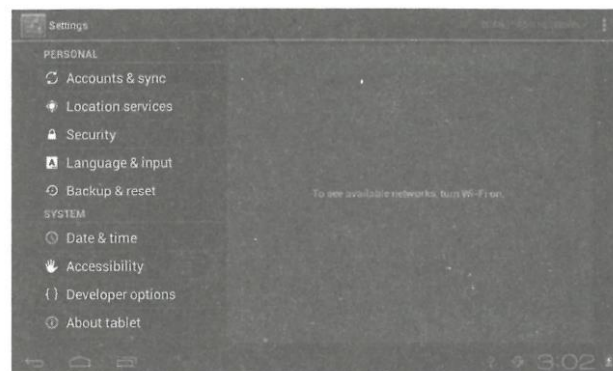 Settings
PERSONAL
Accounts & sync
Location services
Security
Language & input
Backup & reset
To see available networks, turn Wi-Fi on.
SYSTEM
Date & time
Accessibility
Developer options
About tablet
3:02